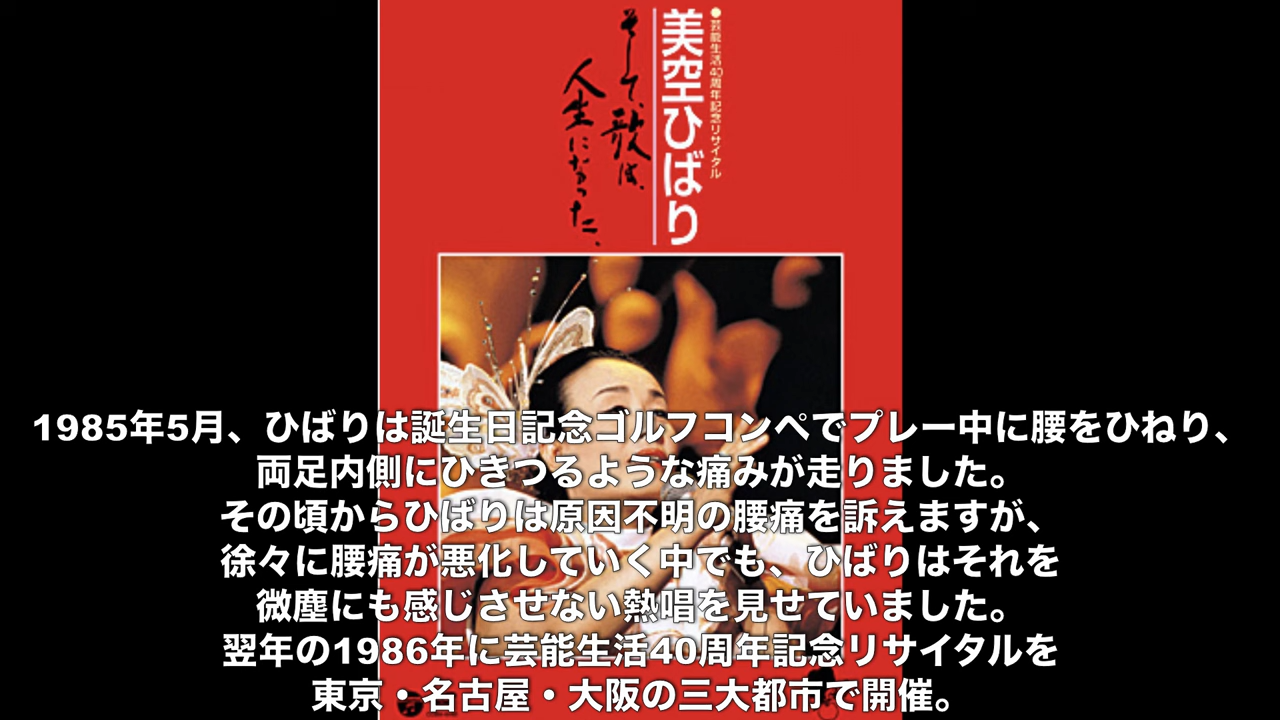 ●芸能生活40周年記念リサイタル
美空ひばり
そして、歌は、
人生になった、
1985年5月、ひばりは誕生日記念ゴルフコンペでプレー中に腰をひねり、
両足内側にひきつるような痛みが走りました。
その頃からひばりは原因不明の腰痛を訴えますが、
徐々に腰痛が悪化していく中でも、ひばりはそれを
微塵にも感じさせない熱唱を見せていました。
翌年の1986年に芸能生活40周年記念リサイタルを
東京・名古屋・大阪の三大都市で開催。